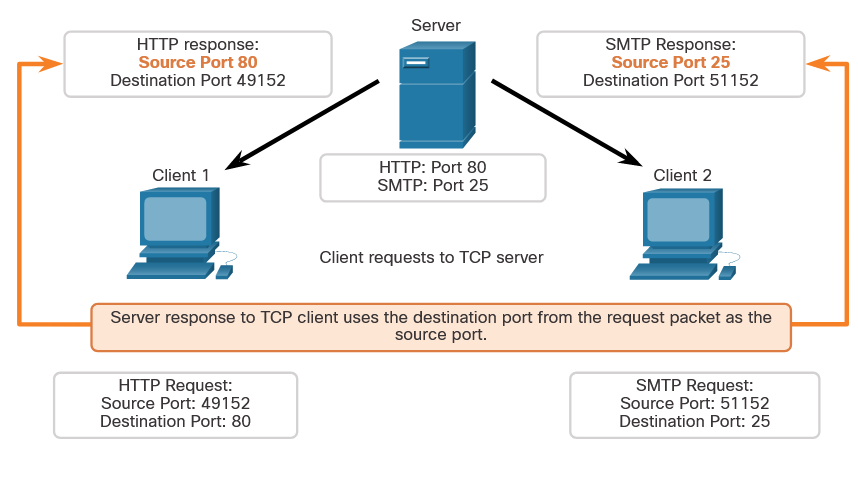 Server
HTTP response:
Source Port 80
Destination Port 49152
SMTP Response:
Source Port 25
Destination Port 51152
HTTP: Port 80
SMTP: Port 25
Client 1
Client 2
Client requests to TCP server
Server response to TCP client uses the destination port from the request packet as the
source port.
HTTP Request:
Source Port: 49152
Destination Port: 80
SMTP Request:
Source Port: 51152
Destination Port: 25